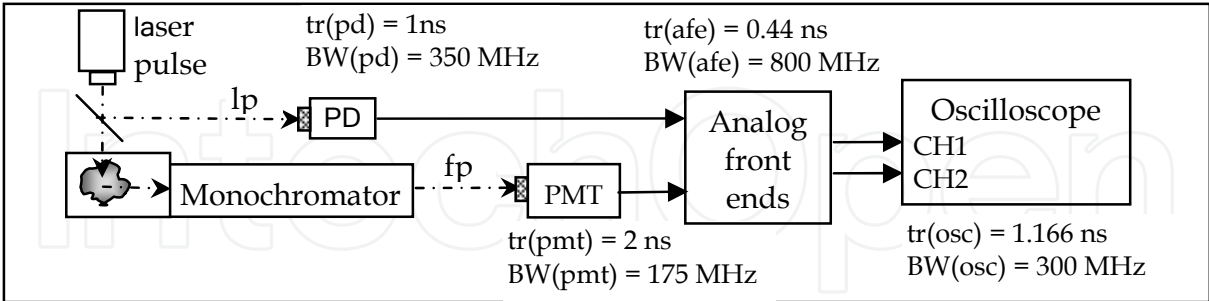 laser
pulse
tr(pd) = 1ns
BW(pd) = 350 MHz
tr(afe) = 0.44 ns
BW(afe) = 800 MHz
lp
PD
Analog
front
ends
Oscilloscope
CH1
CH2
Monochromator
fp
PMT
tr(pmt) = 2 ns
BW(pmt) = 175 MHz
tr(osc) = 1.166 ns
BW(osc) = 300 MHz
IntechOpen